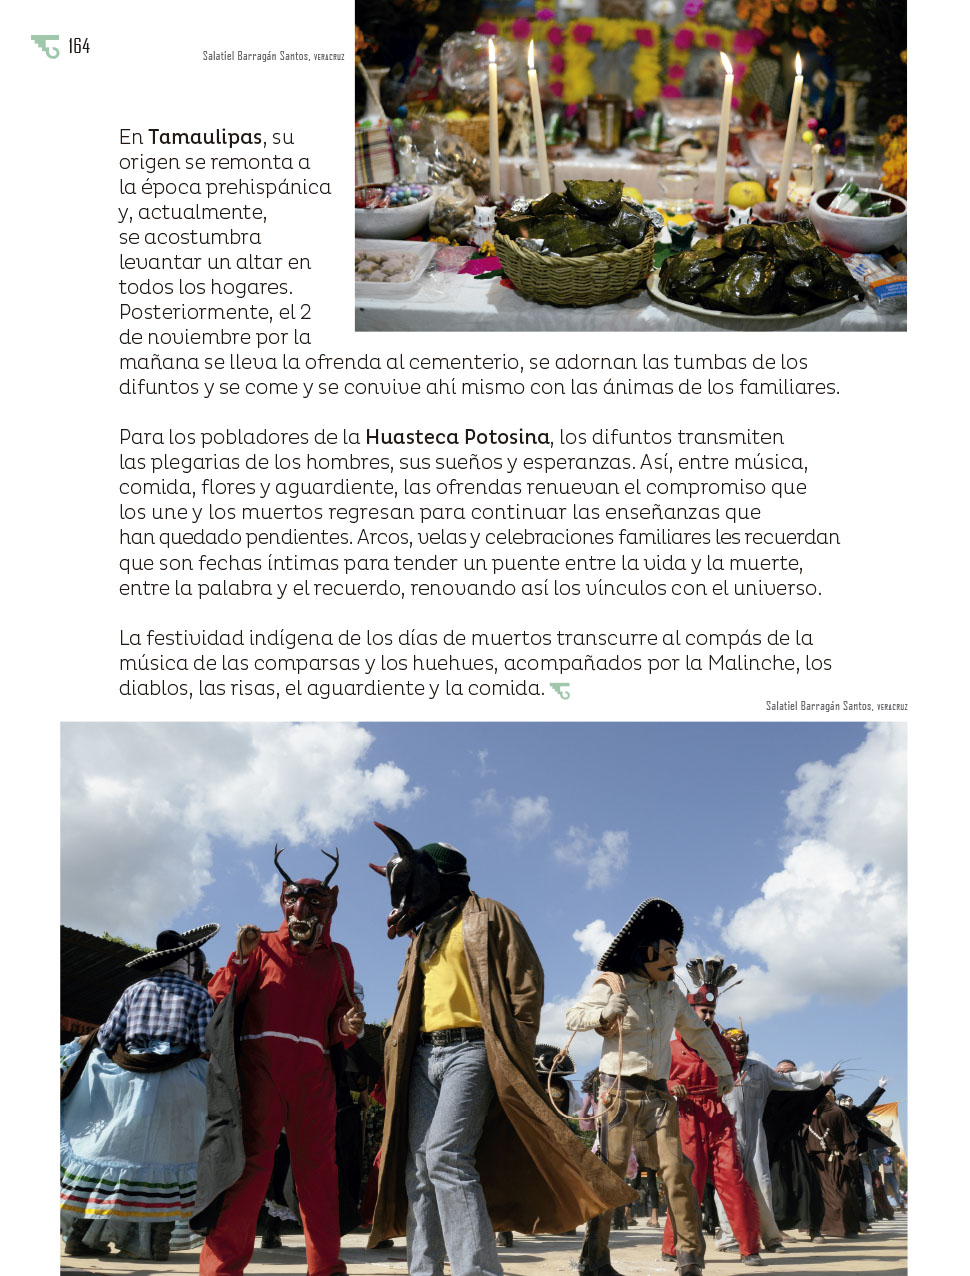 164
Salatiel Barragán Santos, VERACRUZ
En Tamaulipas, su
origen se remonta a
la época prehispánica
y, actualmente,
se acostumbra
levantar un altar en
todos los hogares.
Posteriormente, el 2
de noviembre por la
mañana se lleva la ofrenda al cementerio, se adornan las tumbas de los
difuntos y se come y se convive ahí mismo con las ánimas de los familiares.
Para los pobladores de la Huasteca Potosina, los difuntos transmiten
las plegarias de los hombres, sus sueños y esperanzas. Así, entre música,
comida, flores y aguardiente, las ofrendas renuevan el compromiso que
los une y los muertos regresan para continuar las enseñanzas que
han quedado pendientes. Arcos, velas y celebraciones familiares les recuerdan
que son fechas íntimas para tender un puente entre la vida y la muerte,
entre la palabra y el recuerdo, renovando así los vínculos con el universo.
La festividad indígena de los días de muertos transcurre al compás de la
música de las comparsas y los huehues, acompañados por la Malinche, los
diablos, las risas, el aguardiente y la comida.
Salatiel Barragán Santos, VERACRUZ